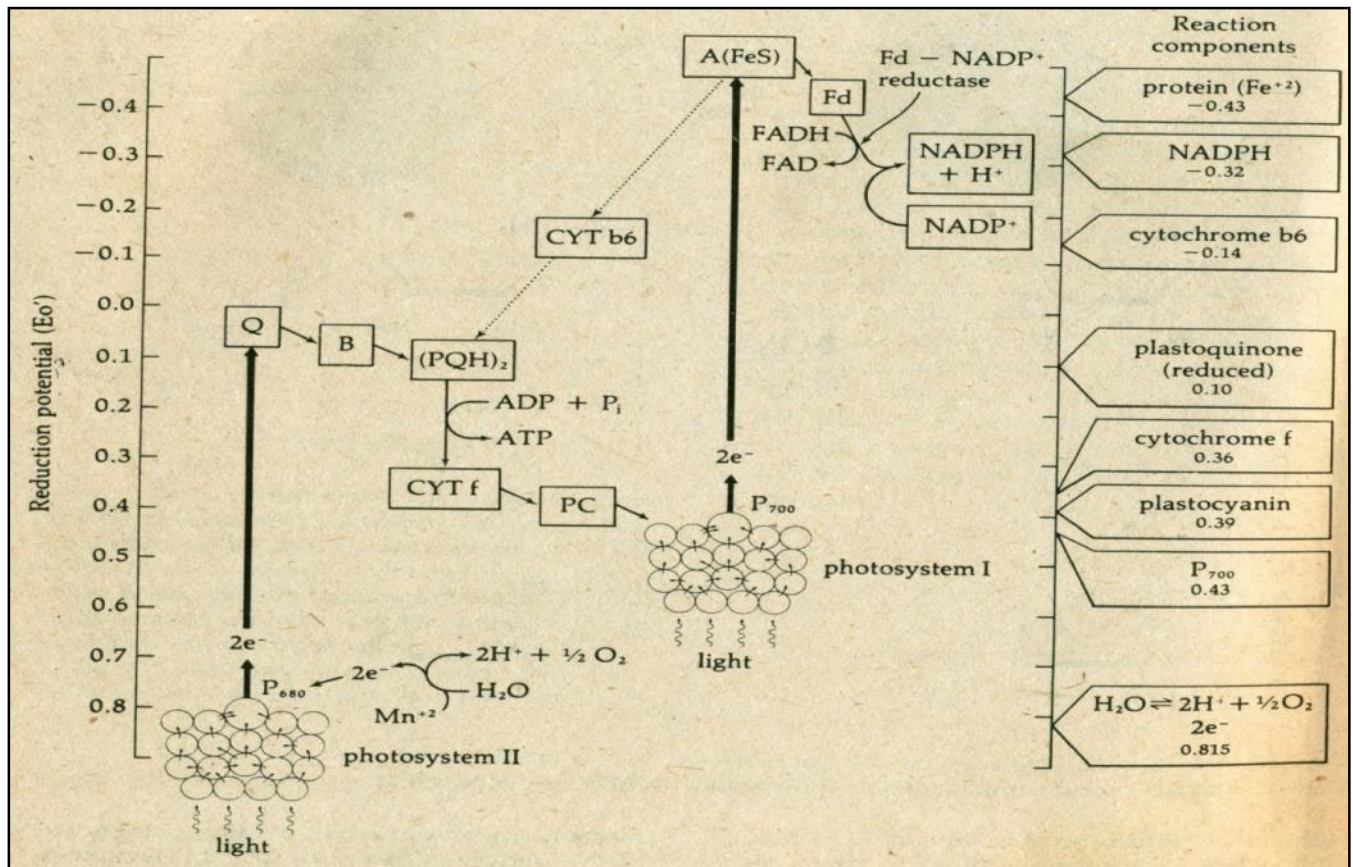 Reaction
components
A(FeS)
Fd – NADP⁺
reductase
Fd
protein (Fe⁺²)
−0.43
−0.4
FADH
−0.3
FAD
NADPH
+ H⁺
NADPH
−0.32
−0.2
NADP⁺
CYT b6
cytochrome b6
−0.14
−0.1
0.0
Q
B
(PQH)₂
0.1
plastoquinone
(reduced)
0.10
Reduction potential (Eo')
ADP + Pᵢ
0.2
ATP
0.3
2e⁻
cytochrome f
0.36
CYT f
PC
0.4
P₇₀₀
plastocyanin
0.39
0.5
photosystem I
P₇₀₀
0.43
0.6
2e⁻
light
0.7
2e⁻
2H⁺ + ½ O₂
P₆₈₀
H₂O
0.8
Mn⁺²
H₂O ⇌ 2H⁺ + ½O₂
2e⁻
0.815
photosystem II
light